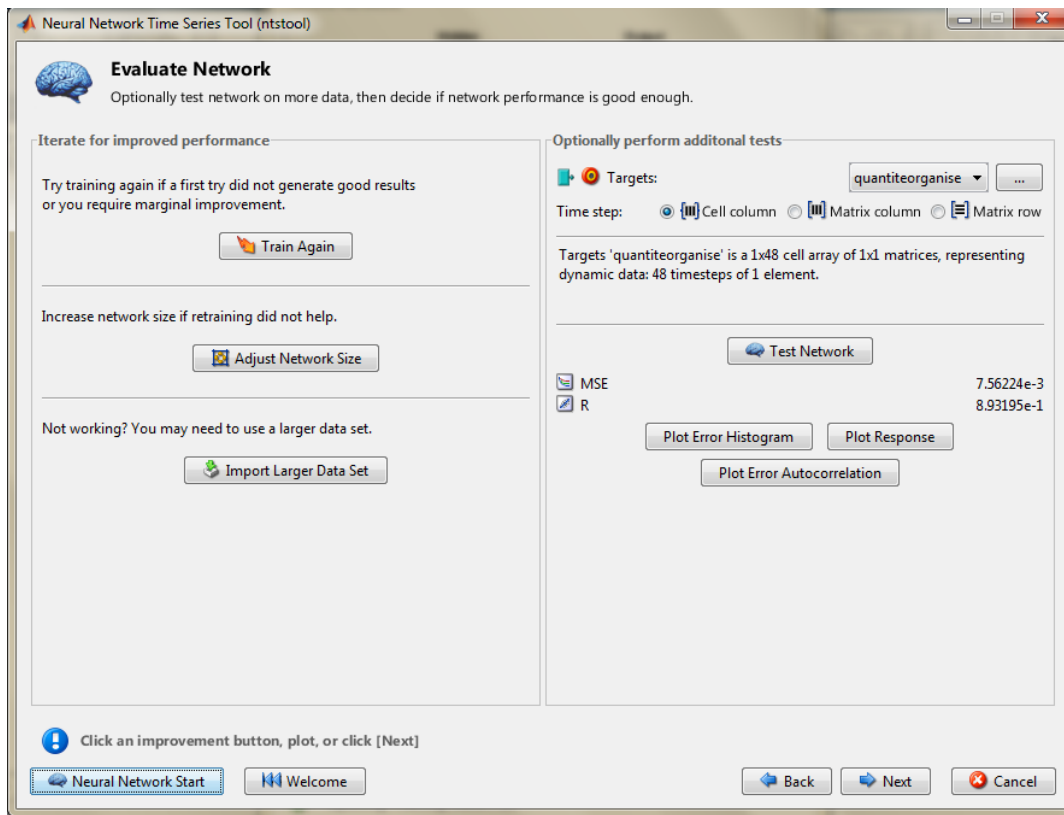 Neural Network Time Series Tool (ntstool)
Evaluate Network
Optionally test network on more data, then decide if network performance is good enough.
Iterate for improved performance
Try training again if a first try did not generate good results
or you require marginal improvement.
Train Again
Increase network size if retraining did not help.
Adjust Network Size
Not working? You may need to use a larger data set.
Import Larger Data Set
Optionally perform additonal tests
Targets: quantiteorganise ...
Time step: Cell column Matrix column Matrix row
Targets 'quantiteorganise' is a 1x48 cell array of 1x1 matrices, representing
dynamic data: 48 timesteps of 1 element.
Test Network
MSE 7.56224e-3
R 8.93195e-1
Plot Error Histogram Plot Response
Plot Error Autocorrelation
Click an improvement button, plot, or click [Next]
Neural Network Start Welcome Back Next Cancel